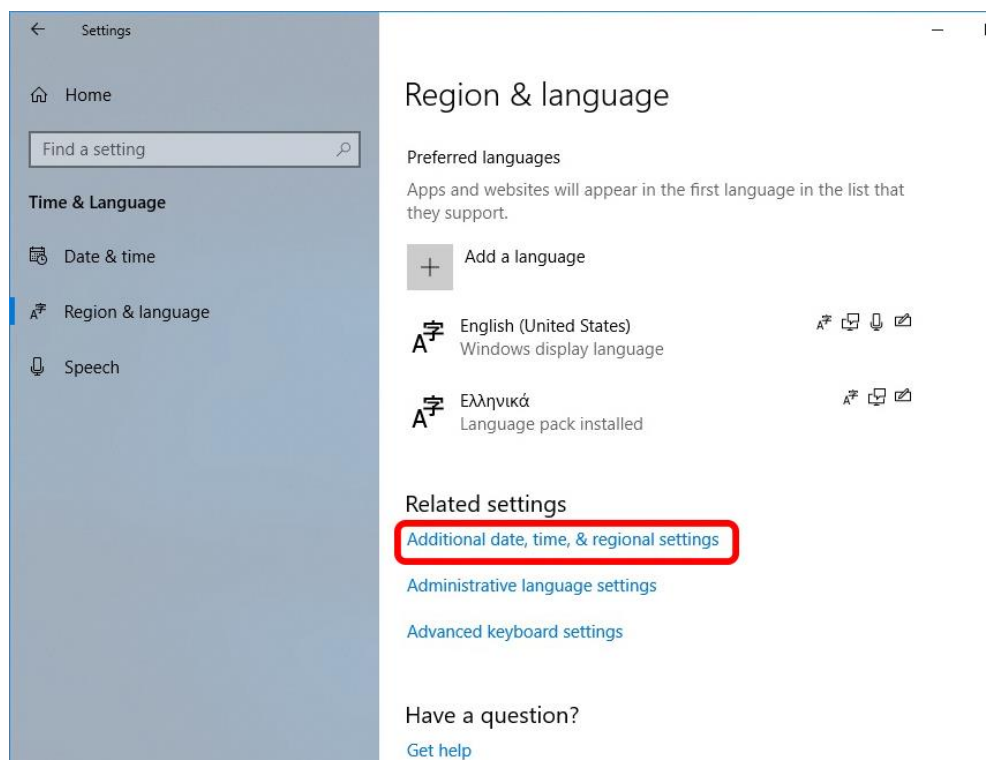 Settings
Home
Find a setting
Time & Language
Date & time
Region & language
Speech
Region & language
Preferred languages
Apps and websites will appear in the first language in the list that
they support.
Add a language
English (United States)
Windows display language
Ελληνικά
Language pack installed
Related settings
Additional date, time, & regional settings
Administrative language settings
Advanced keyboard settings
Have a question?
Get help